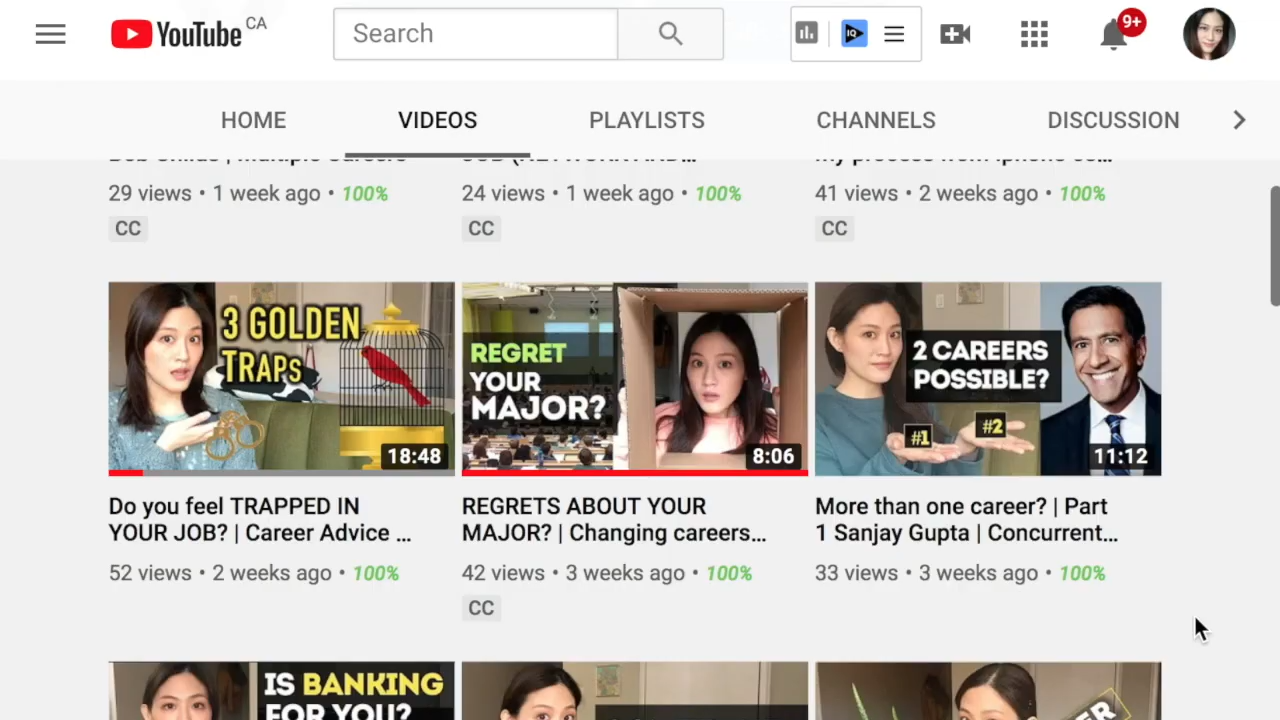 YouTube CA
Search
IQ
9+
HOME
VIDEOS
PLAYLISTS
CHANNELS
DISCUSSION
29 views • 1 week ago • 100%
24 views • 1 week ago • 100%
41 views • 2 weeks ago • 100%
CC
CC
CC
3 GOLDEN
TRAPS
18:48
REGRET
YOUR
MAJOR?
8:06
2 CAREERS
POSSIBLE?
#1
#2
11:12
Do you feel TRAPPED IN
YOUR JOB? | Career Advice ...
52 views • 2 weeks ago • 100%
REGRETS ABOUT YOUR
MAJOR? | Changing careers...
42 views • 3 weeks ago • 100%
CC
More than one career? | Part
1 Sanjay Gupta | Concurrent...
33 views • 3 weeks ago • 100%
IS BANKING
FOR YOU?